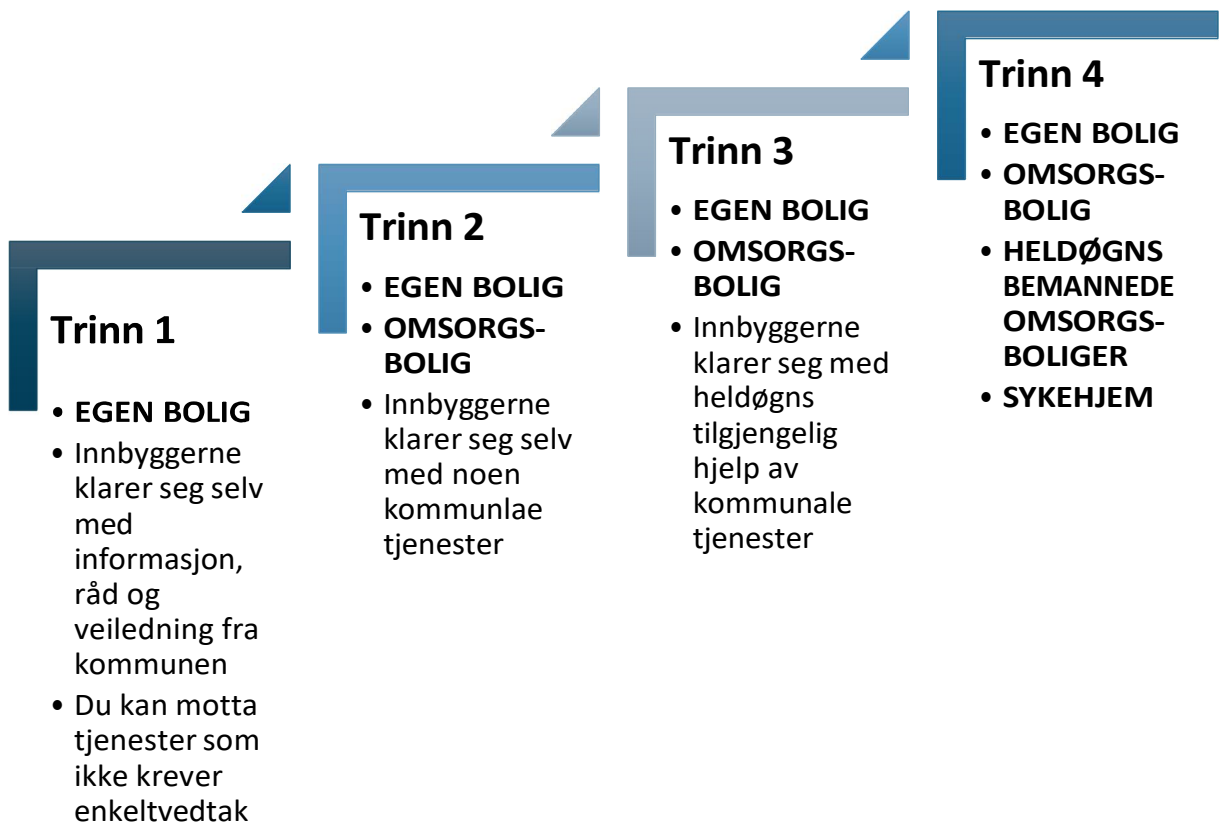 Trinn 1
• EGEN BOLIG
• Innbyggerne
klarer seg selv
med
informasjon,
råd og
veiledning fra
kommunen
• Du kan motta
tjenester som
ikke krever
enkeltvedtak
Trinn 2
• EGEN BOLIG
• OMSORGS-
BOLIG
• Innbyggerne
klarer seg selv
med noen
kommunlae
tjenester
Trinn 3
• EGEN BOLIG
• OMSORGS-
BOLIG
• Innbyggerne
klarer seg med
heldøgns
tilgjengelig
hjelp av
kommunale
tjenester
Trinn 4
• EGEN BOLIG
• OMSORGS-
BOLIG
• HELDØGNS
BEMANNEDE
OMSORGS-
BOLIGER
• SYKEHJEM